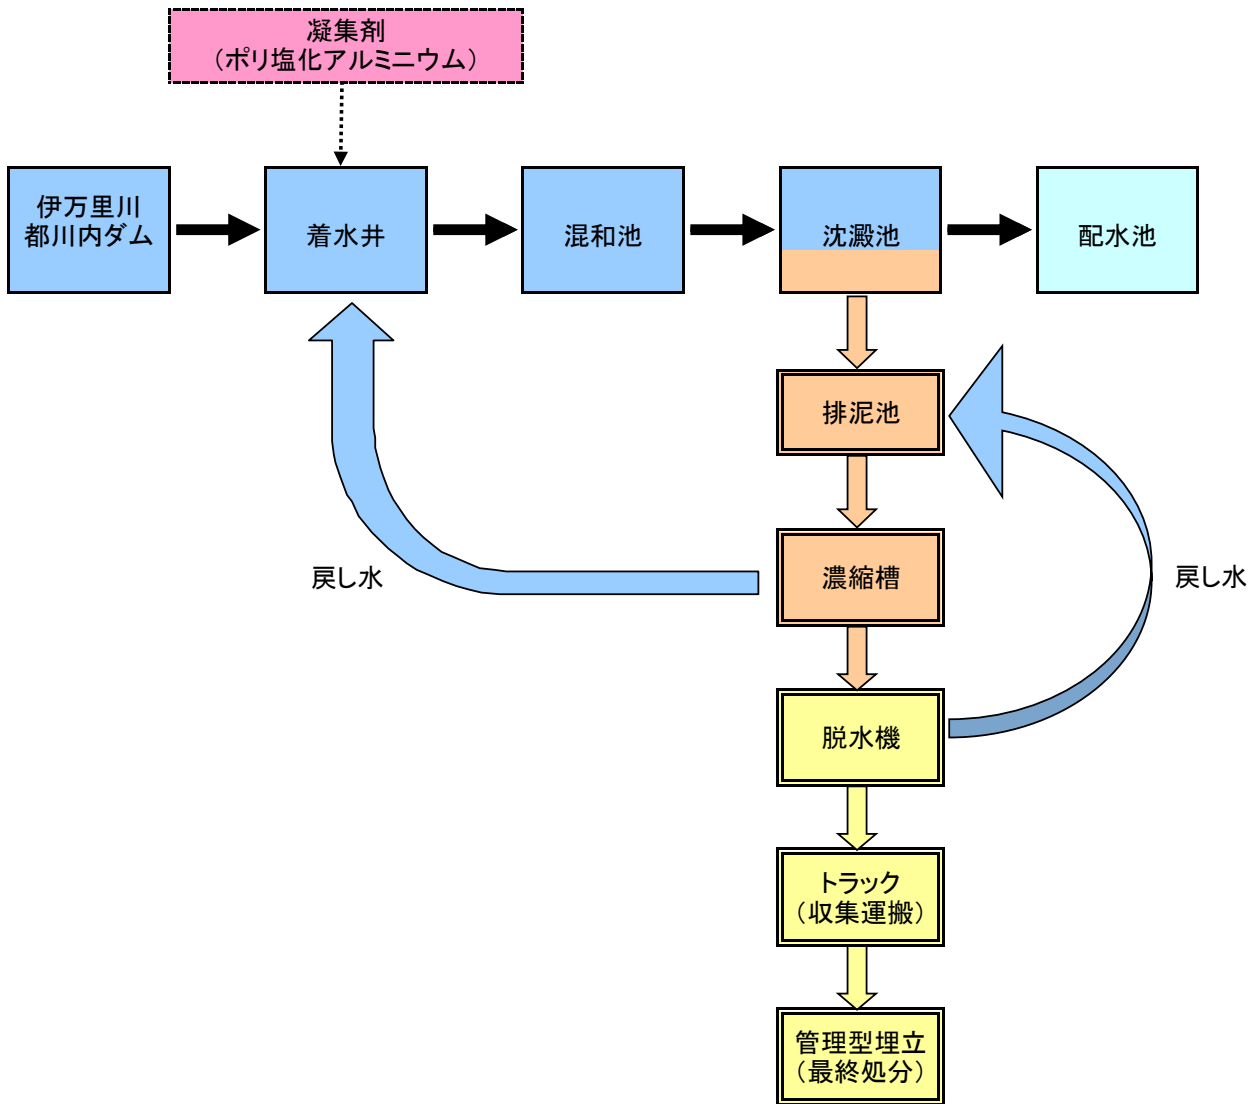 凝集剤
（ポリ塩化アルミニウム）
伊万里川
都川内ダム
着水井
混和池
沈澱池
配水池
排泥池
濃縮槽
戻し水
戻し水
脱水機
トラック
（収集運搬）
管理型埋立
（最終処分）